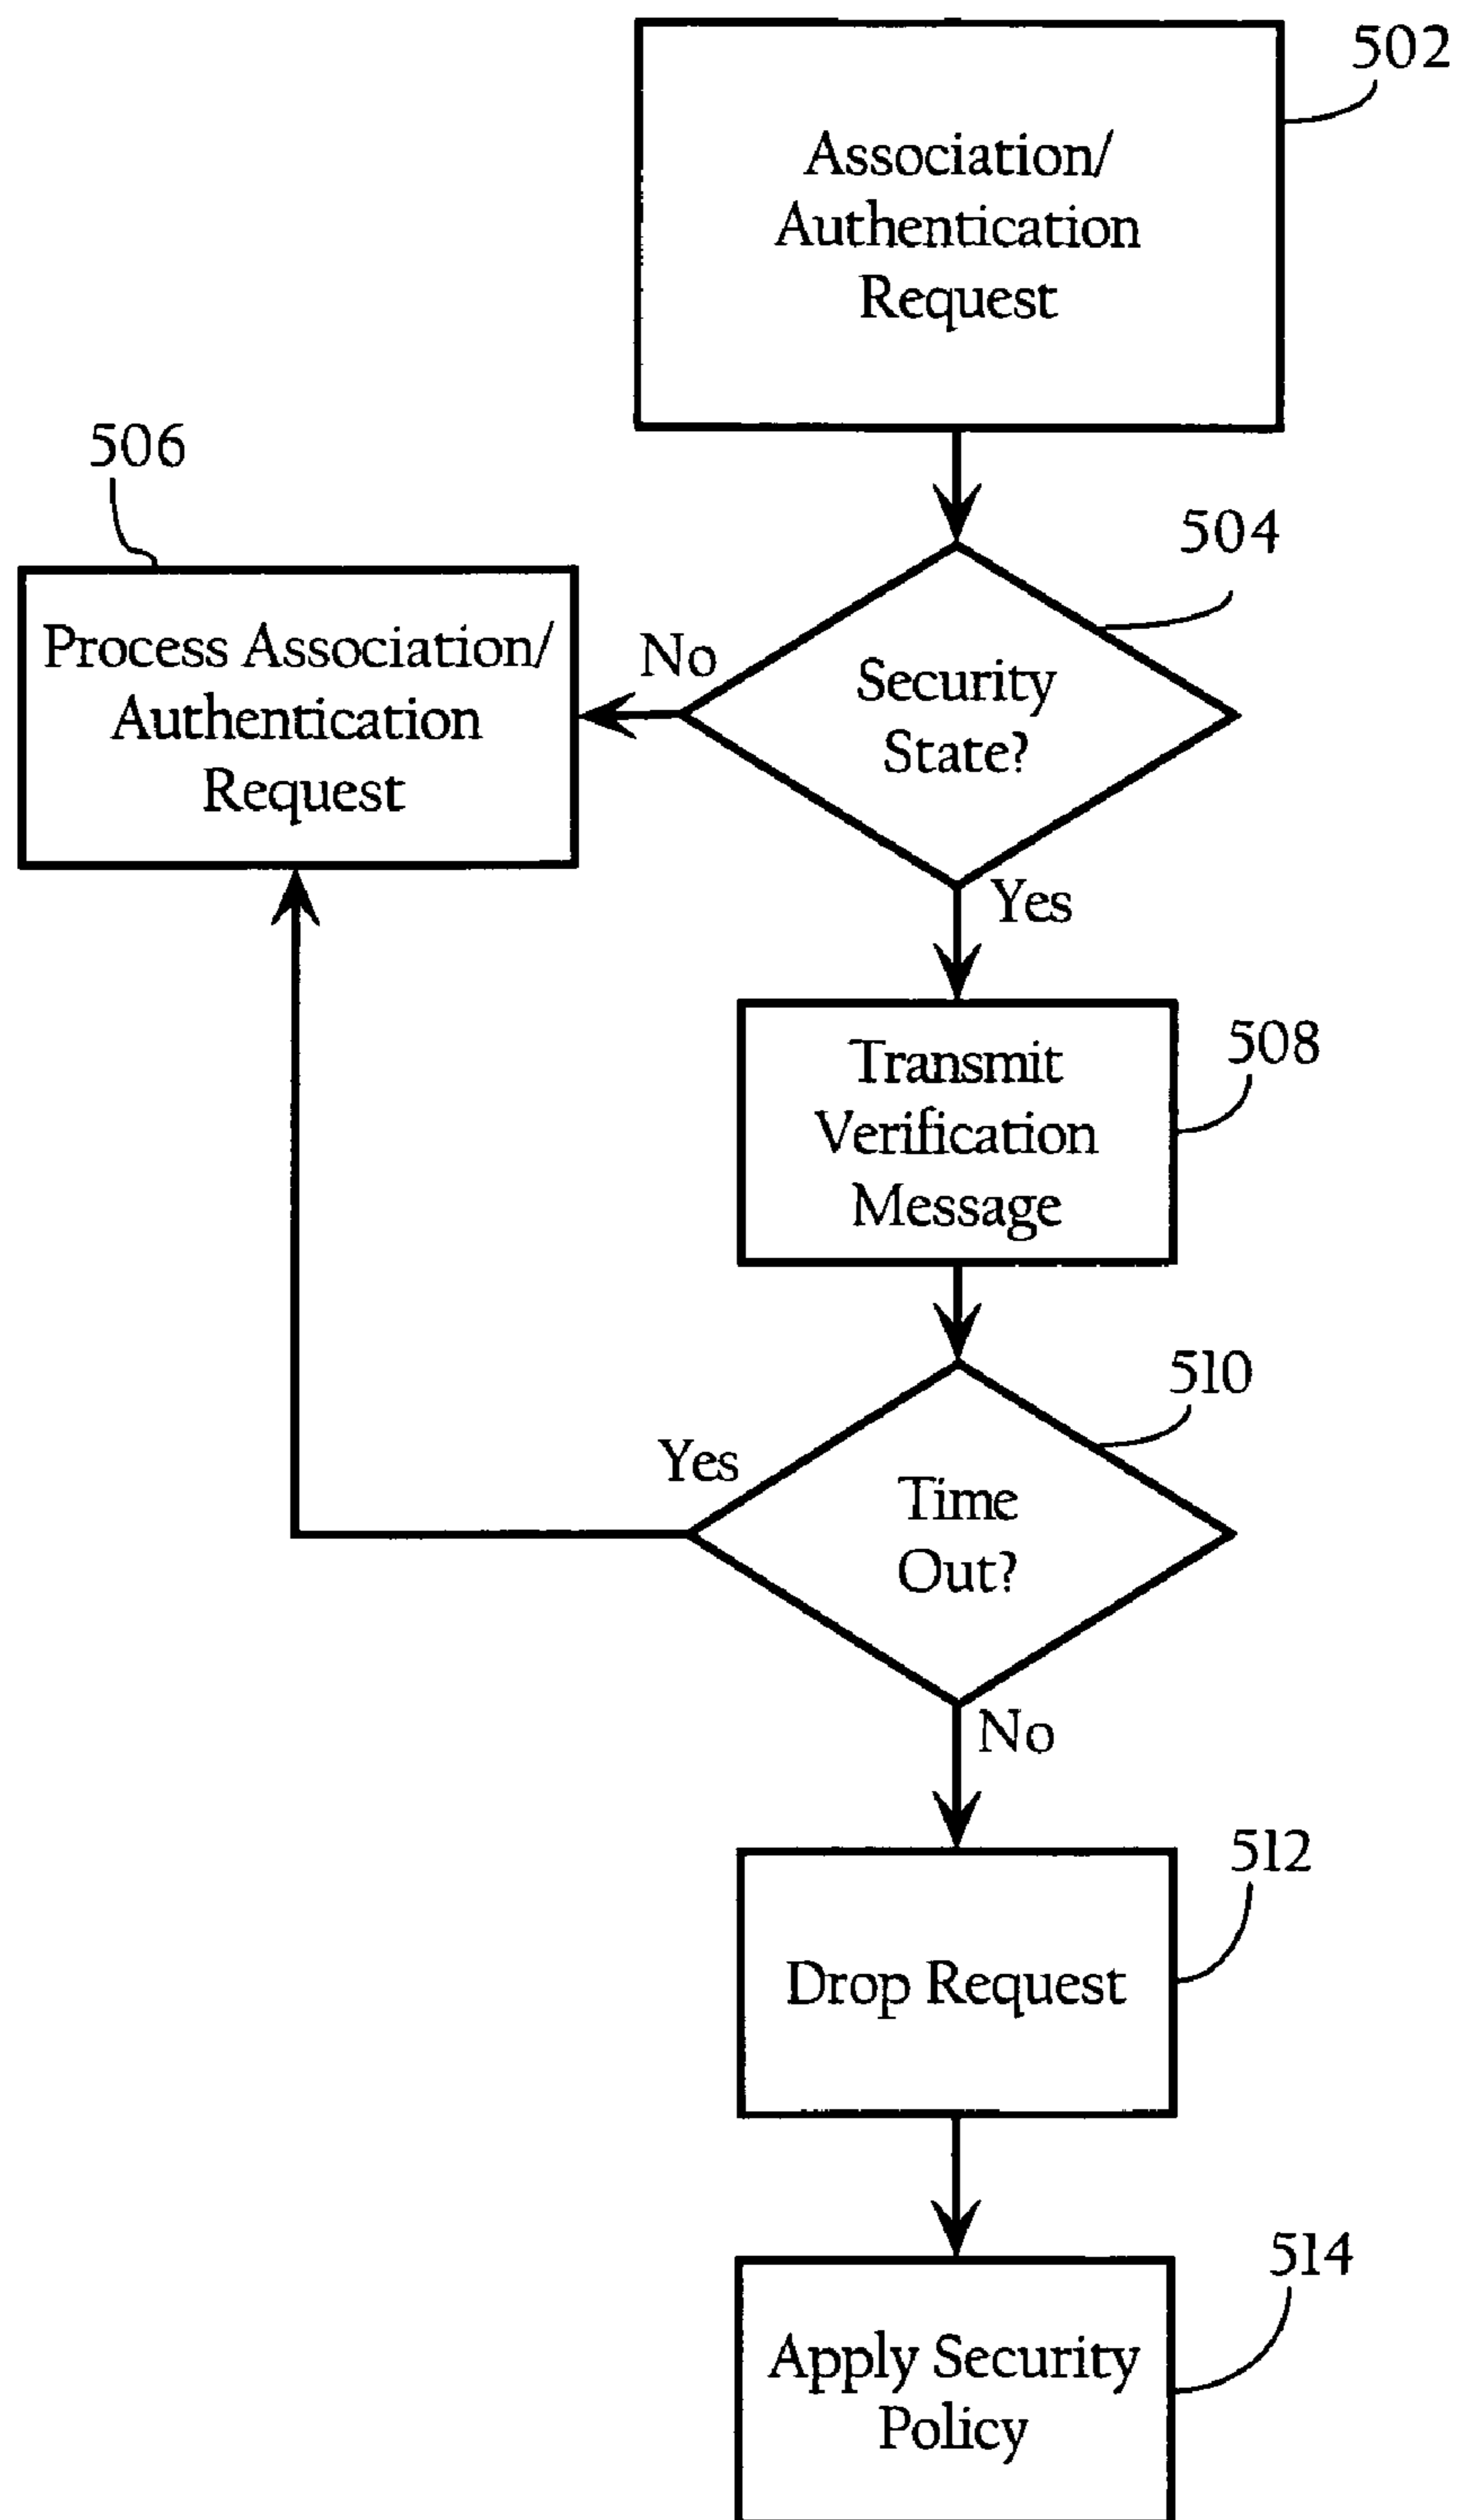 502
Association/
Authentication
Request
506
504
Process Association/
Authentication
Request
No
Security
State?
Yes
508
Transmit
Verification
Message
510
Yes
Time
Out?
No
512
Drop Request
514
Apply Security
Policy